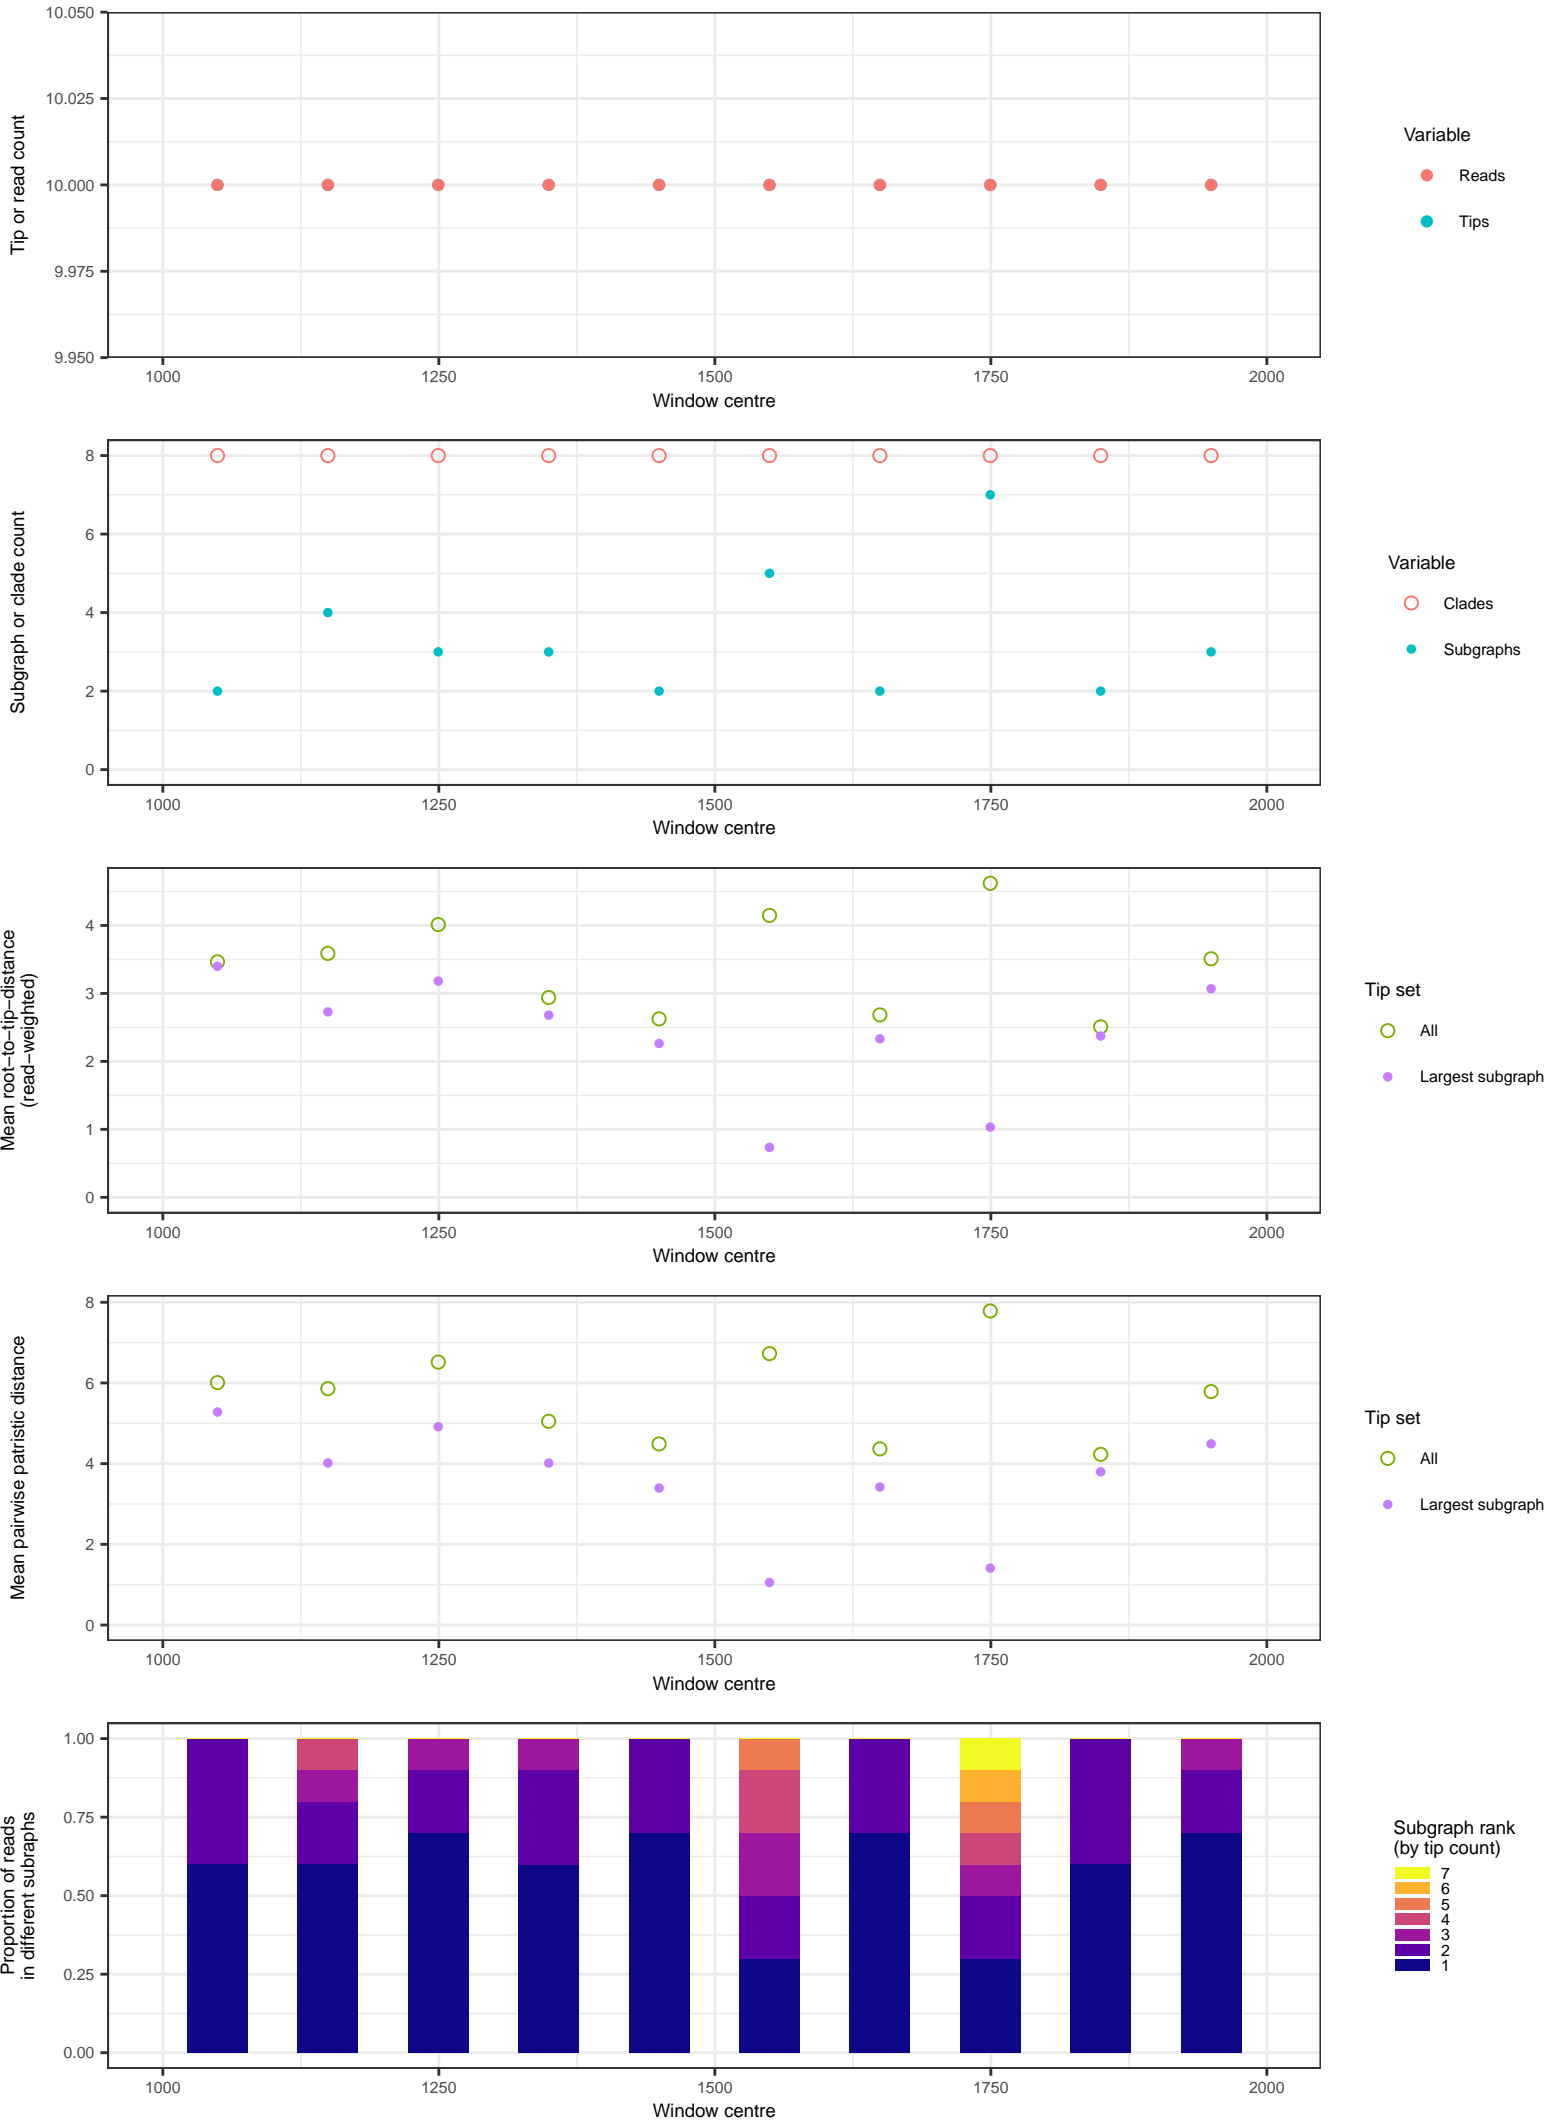 10.050
10.025
10.000
9.975
9.950
Tip or read count
1000 1250 1500 1750 2000
Window centre
Variable
Reads
Tips
8
6
4
2
0
Subgraph or clade count
1000 1250 1500 1750 2000
Window centre
Variable
Clades
Subgraphs
4
3
2
1
0
Mean root−to−tip−distance
(read−weighted)
1000 1250 1500 1750 2000
Window centre
Tip set
All
Largest subgraph
8
6
4
2
0
Mean pairwise patristic distance
1000 1250 1500 1750 2000
Window centre
Tip set
All
Largest subgraph
1.00
0.75
0.50
0.25
0.00
Proportion of reads
in different subraphs
1000 1250 1500 1750 2000
Window centre
Subgraph rank
(by tip count)
7
6
5
4
3
2
1